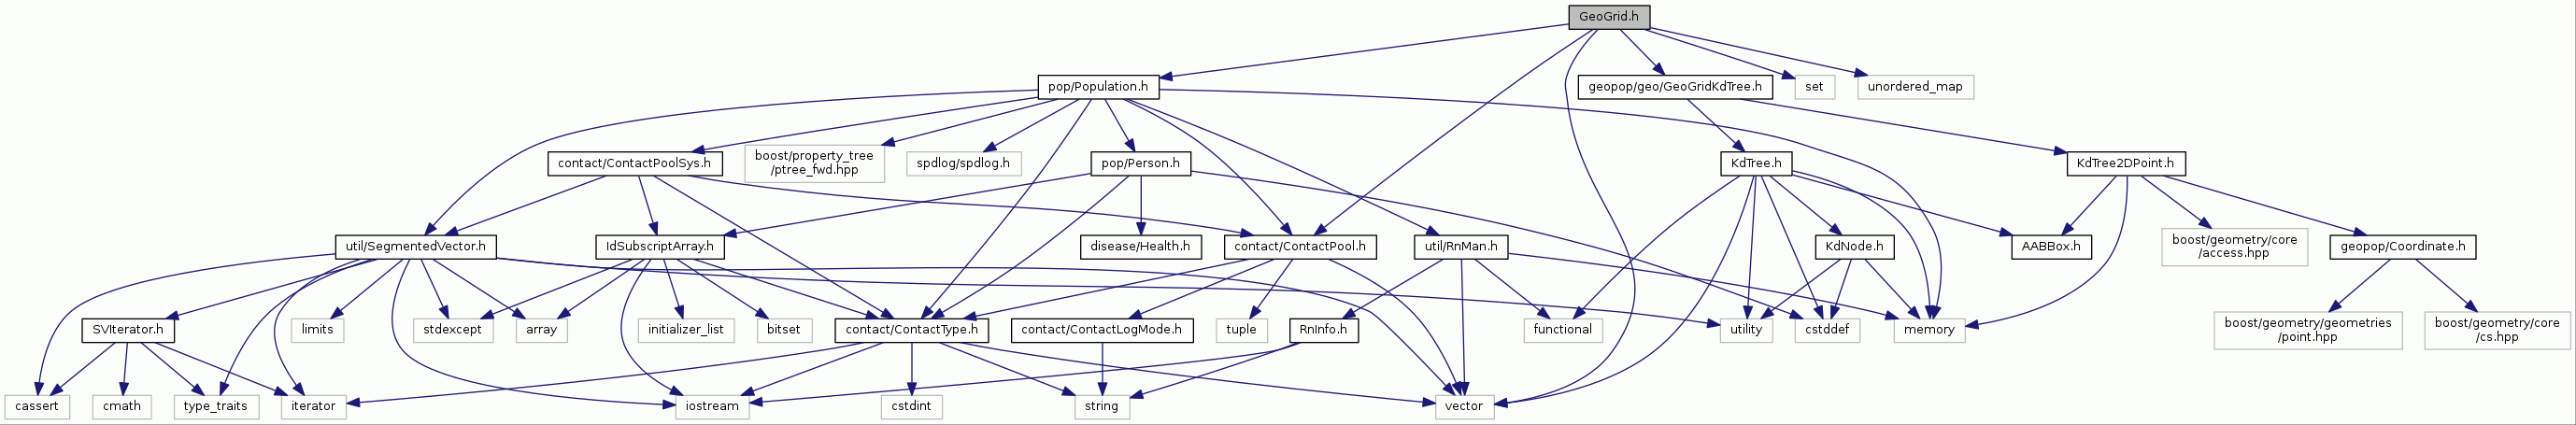 GeoGrid.h
pop/Population.h
geopop/geo/GeoGridKdTree.h
set
unordered_map
contact/ContactPoolSys.h
boost/property_tree
/ptree_fwd.hpp
spdlog/spdlog.h
pop/Person.h
KdTree.h
KdTree2DPoint.h
util/SegmentedVector.h
IdSubscriptArray.h
disease/Health.h
contact/ContactPool.h
util/RnMan.h
KdNode.h
AABBox.h
boost/geometry/core
/access.hpp
geopop/Coordinate.h
SVIterator.h
limits
stdexcept
array
initializer_list
bitset
contact/ContactType.h
contact/ContactLogMode.h
tuple
RnInfo.h
functional
utility
cstddef
memory
boost/geometry/geometries
/point.hpp
boost/geometry/core
/cs.hpp
cassert
cmath
type_traits
iterator
iostream
cstdint
string
vector